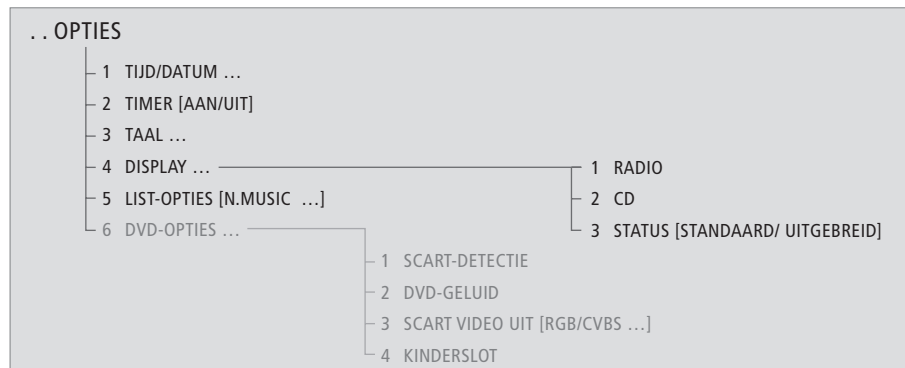 . . OPTIES
1 TIJD/DATUM ...
2 TIMER [AAN/UIT]
3 TAAL ...
4 DISPLAY ...
1 RADIO
2 CD
3 STATUS [STANDAARD/ UITGEBREID]
5 LIST-OPTIES [N.MUSIC ...]
6 DVD-OPTIES ...
1 SCART-DETECTIE
2 DVD-GELUID
3 SCART VIDEO UIT [RGB/CVBS ...]
4 KINDERSLOT